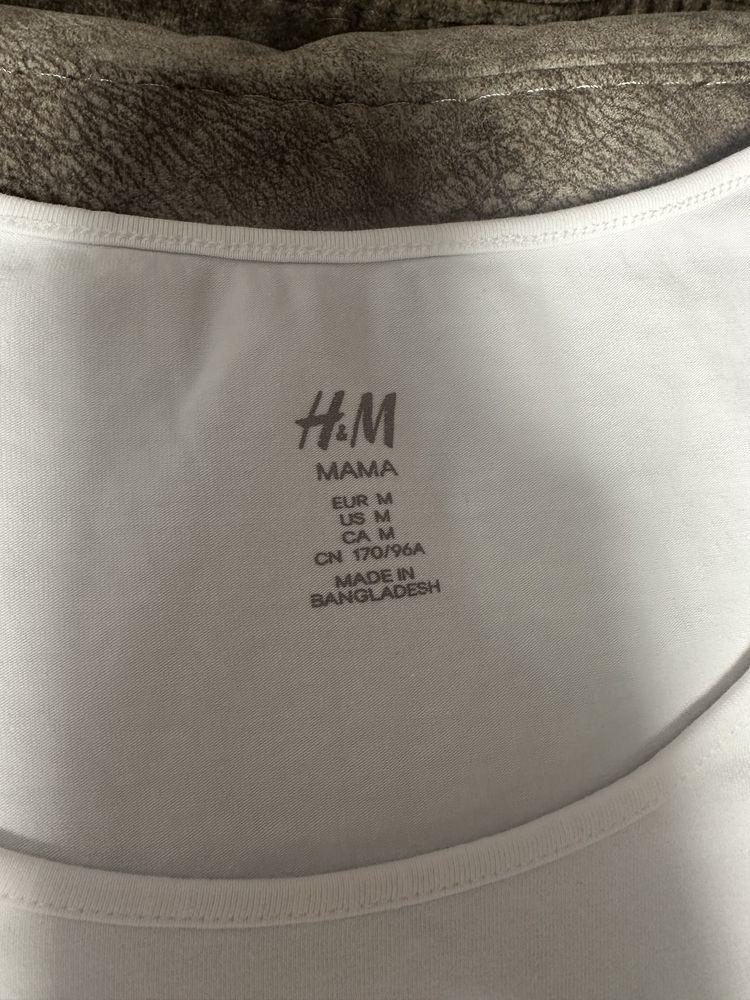 H&M
MAMA
EUR M
US M
CA M
CN 170/96A
MADE IN
BANGLADESH